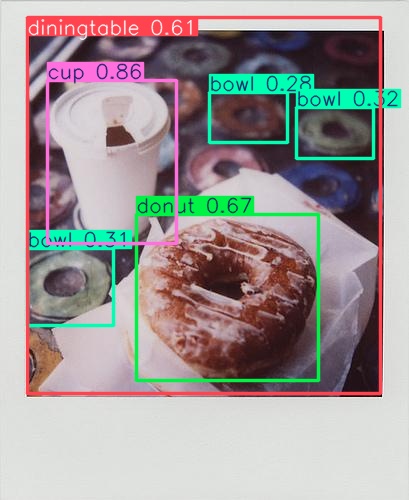 diningtable 0.61
cup 0.86
bowl 0.28
bowl 0.32
donut 0.67
bowl 0.31